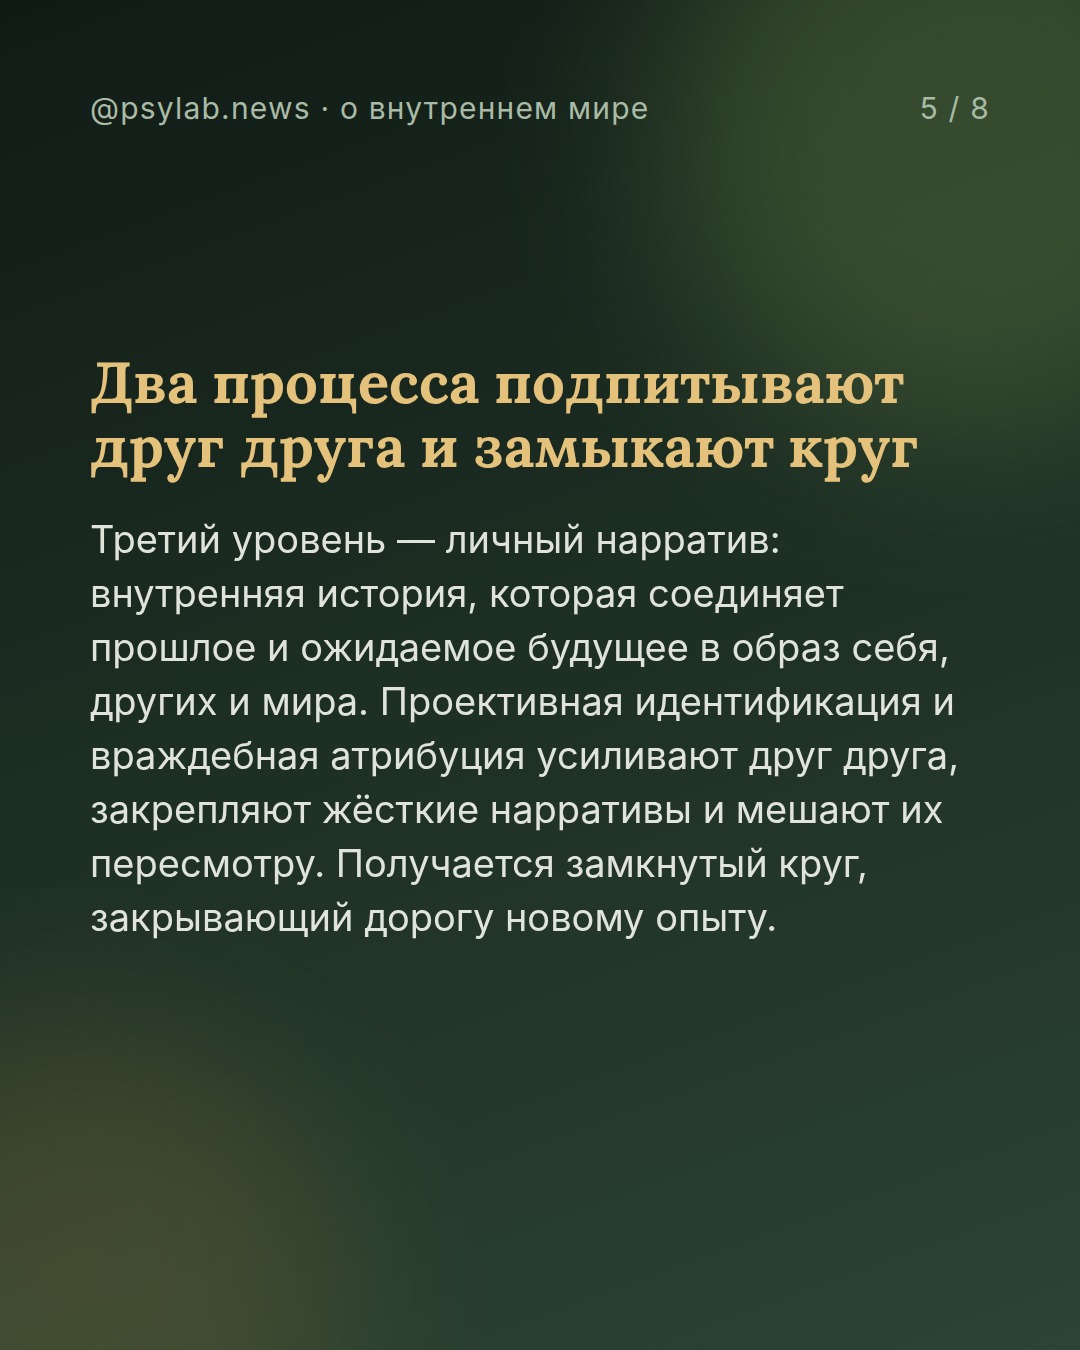 @psylab.news · о внутреннем мире
5 / 8
Два процесса подпитывают
друг друга и замыкают круг
Третий уровень — личный нарратив:
внутренняя история, которая соединяет
прошлое и ожидаемое будущее в образ себя,
других и мира. Проективная идентификация и
враждебная атрибуция усиливают друг друга,
закрепляют жёсткие нарративы и мешают их
пересмотру. Получается замкнутый круг,
закрывающий дорогу новому опыту.